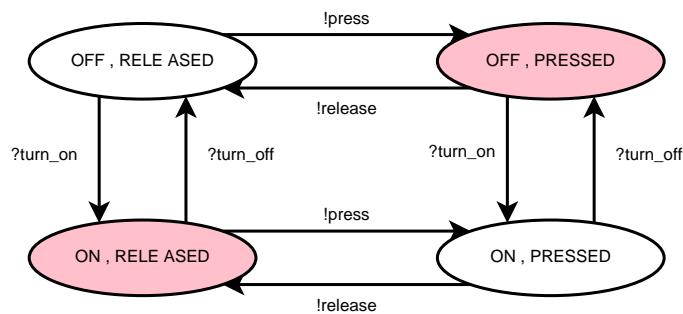 !press
OFF , RELE ASED
OFF , PRESSED
!release
?turn_on
?turn_off
?turn_on
?turn_off
!press
ON , RELE ASED
ON , PRESSED
!release